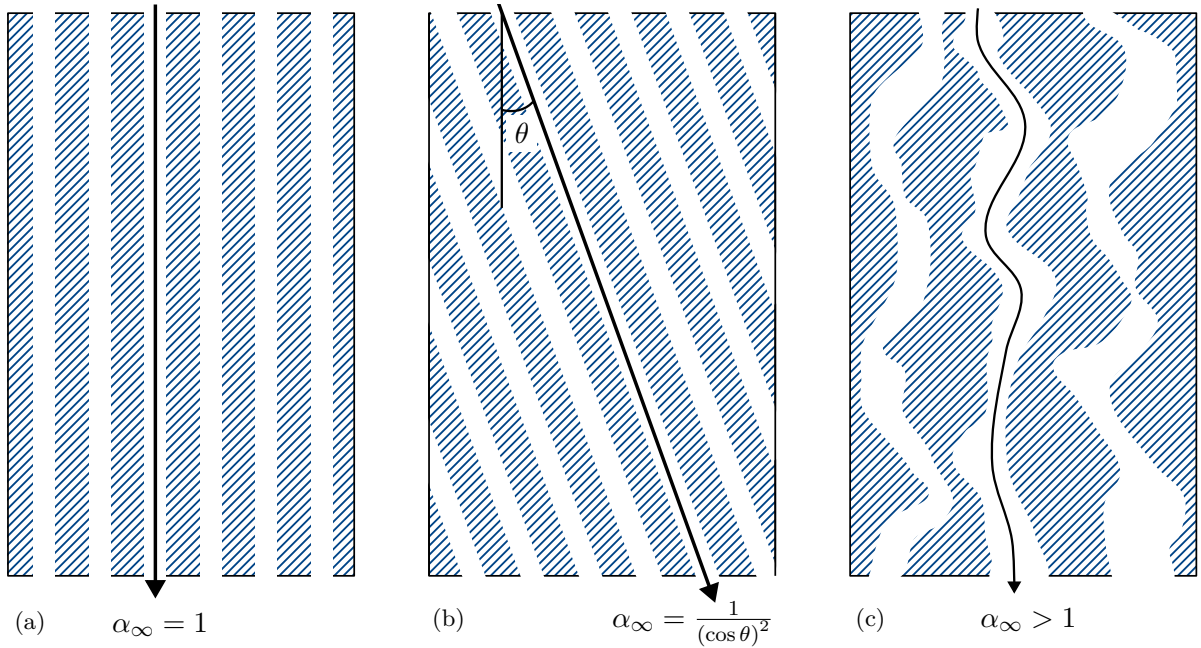 θ
(a) α∞ = 1
(b) α∞ = 1/(cos θ)²
(c) α∞ > 1